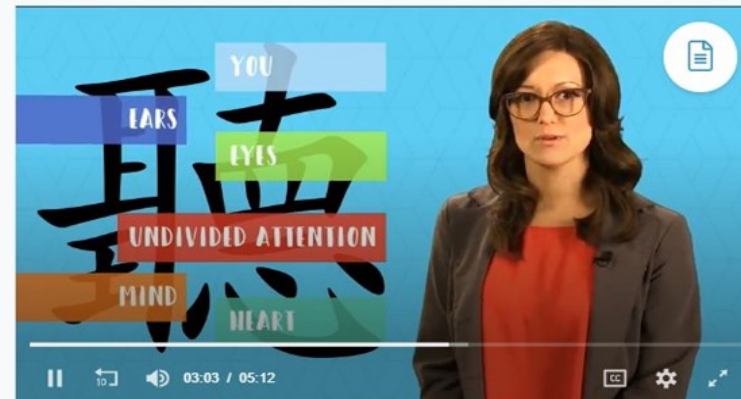 聽
YOU
EARS
EYES
UNDIVIDED ATTENTION
MIND
HEART
10
03:03 / 05:12
CC